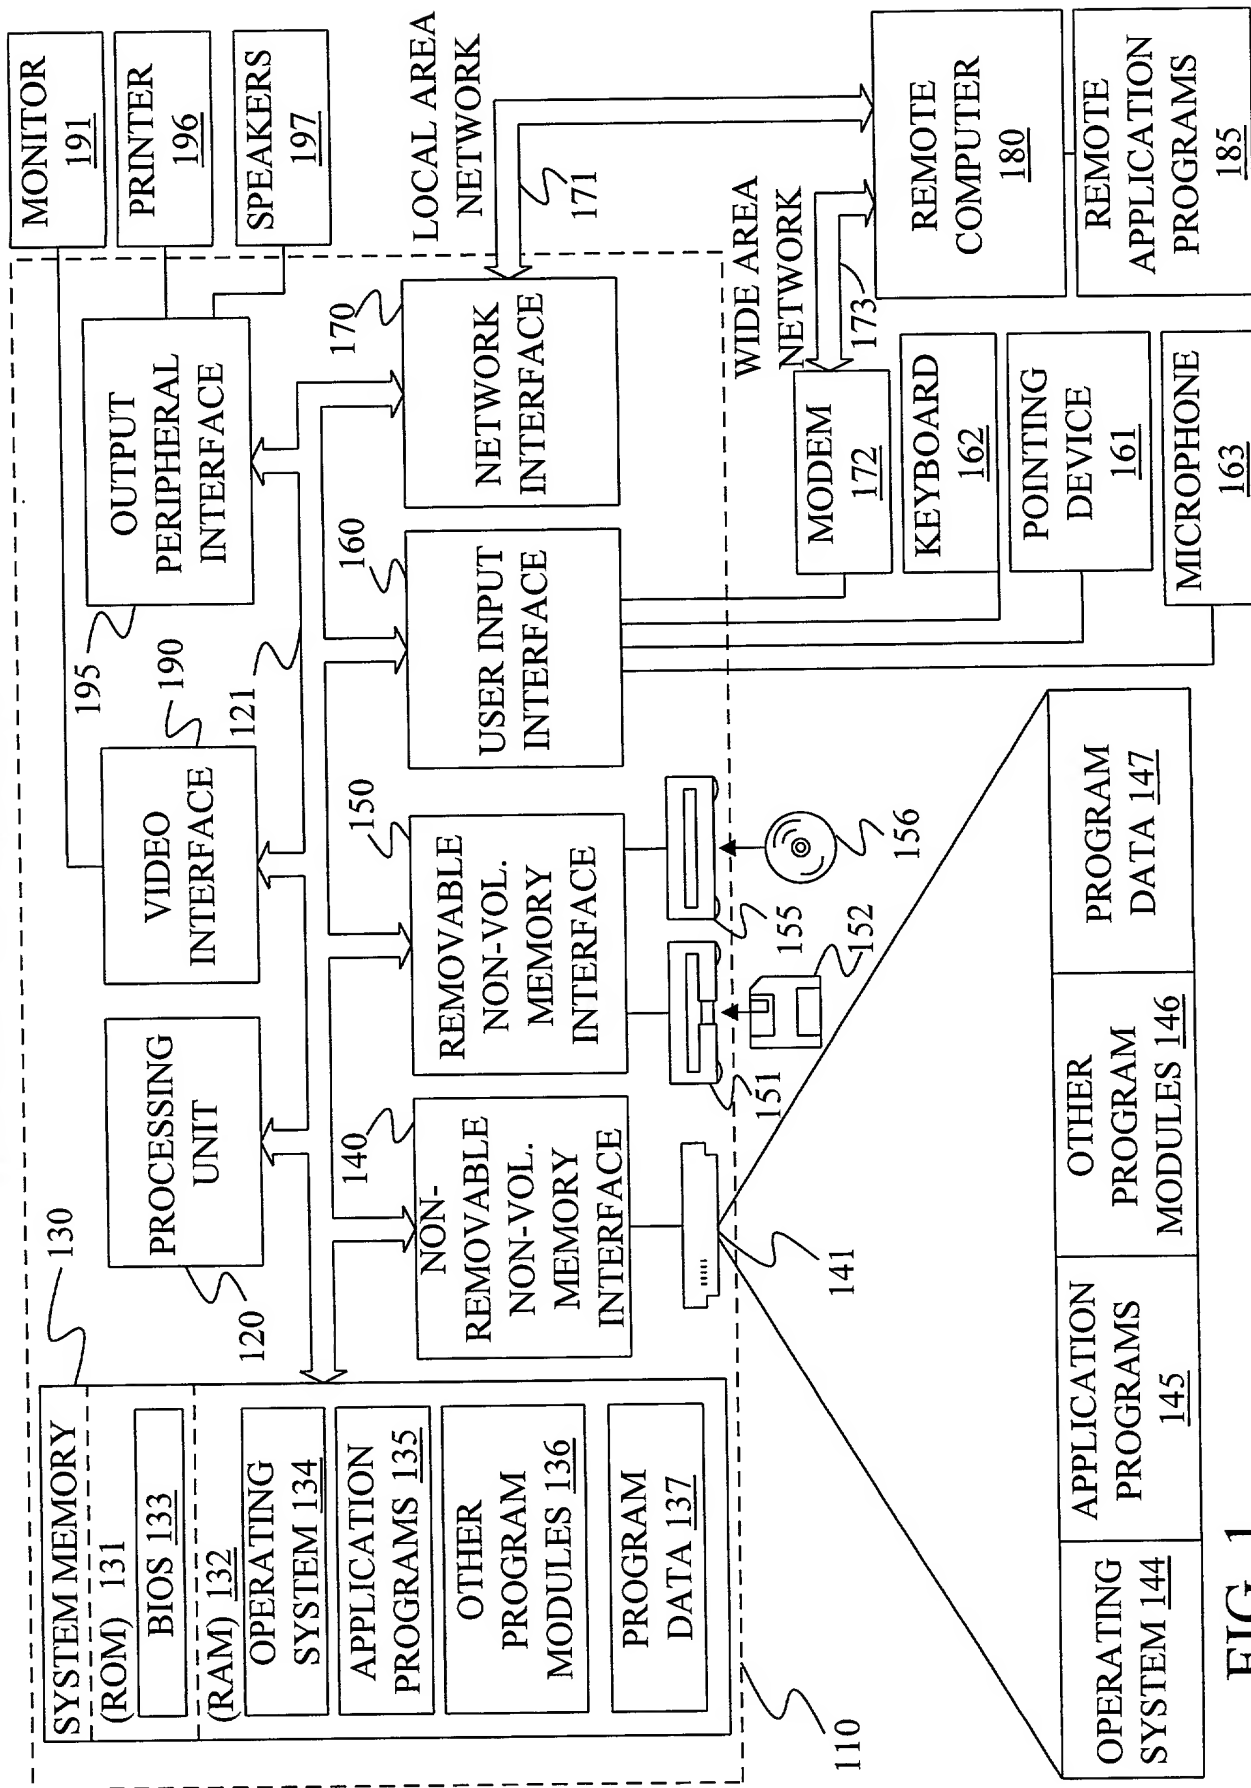 SYSTEM MEMORY
(ROM) 131
BIOS 133
(RAM) 132
OPERATING
SYSTEM 134
APPLICATION
PROGRAMS 135
OTHER
PROGRAM
MODULES 136
PROGRAM
DATA 137
130
110
PROCESSING
UNIT
120
VIDEO
INTERFACE
190
121
OUTPUT
PERIPHERAL
INTERFACE
195
MONITOR
191
PRINTER
196
SPEAKERS
197
NON-
REMOVABLE
NON-VOL.
MEMORY
INTERFACE
140
REMOVABLE
NON-VOL.
MEMORY
INTERFACE
150
USER INPUT
INTERFACE
160
NETWORK
INTERFACE
170
LOCAL AREA
NETWORK
171
141
151
152
155
156
WIDE AREA
NETWORK
173
MODEM
172
KEYBOARD
162
POINTING
DEVICE
161
MICROPHONE
163
REMOTE
COMPUTER
180
REMOTE
APPLICATION
PROGRAMS
185
OPERATING
SYSTEM 144
APPLICATION
PROGRAMS
145
OTHER
PROGRAM
MODULES 146
PROGRAM
DATA 147
FIG. 1